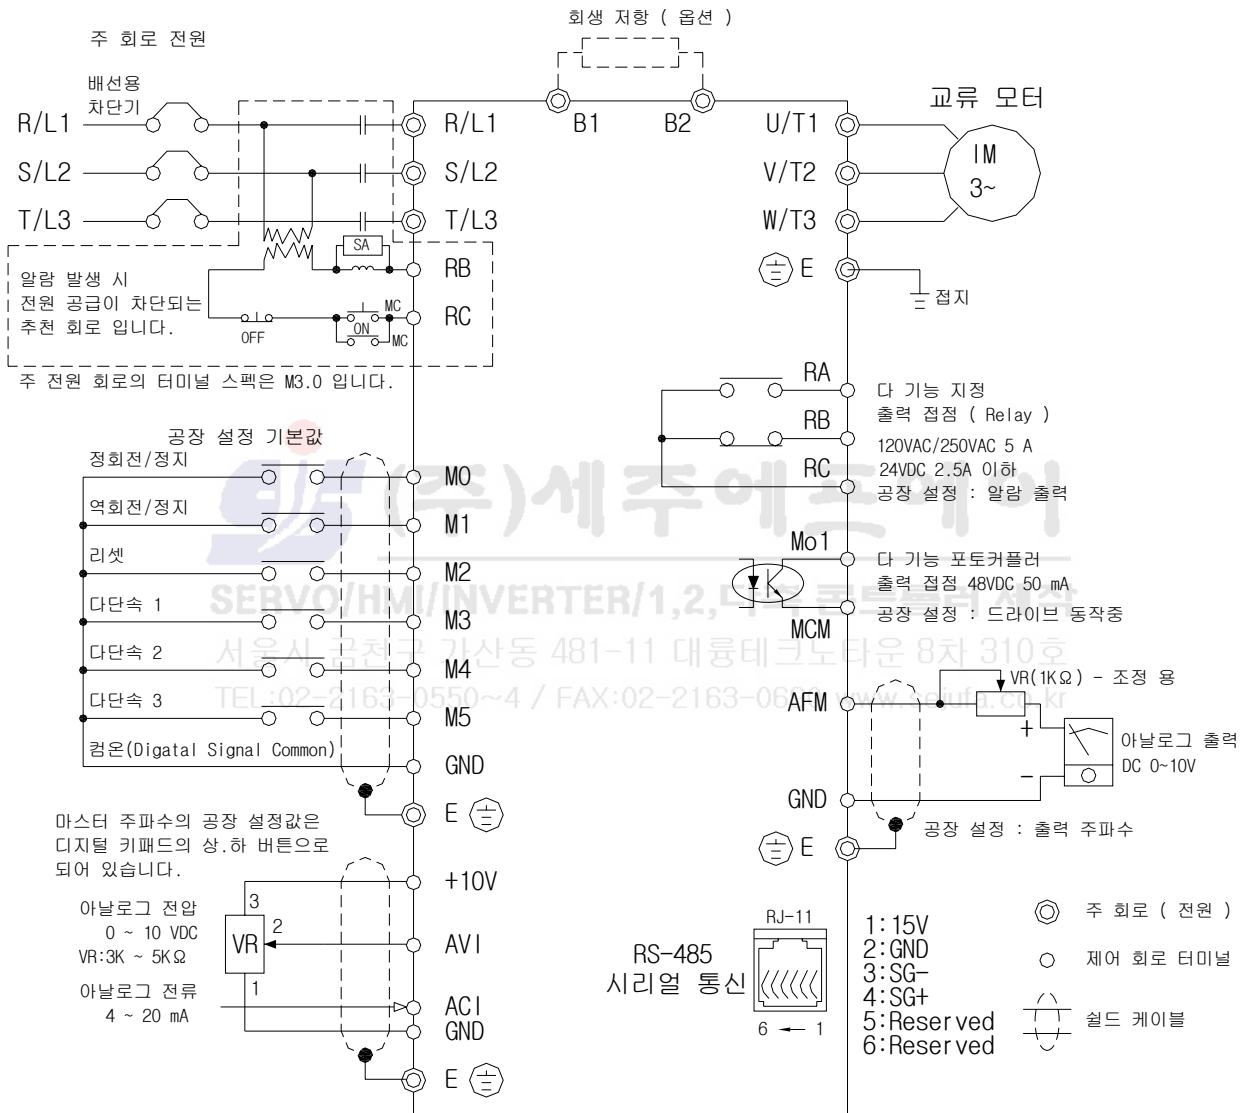 회생 저항 ( 옵션 )
주 회로 전원
배선용
차단기
R/L1
S/L2
T/L3
R/L1
S/L2
T/L3
B1
B2
U/T1
V/T2
W/T3
교류 모터
IM
3~
E
접지
SA
RB
RC
MC
ON
MC
OFF
알람 발생 시
전원 공급이 차단되는
추천 회로 입니다.
주 전원 회로의 터미널 스펙은 M3.0 입니다.
RA
RB
RC
다 기능 지정
출력 접점 ( Relay )
120VAC/250VAC 5 A
24VDC 2.5A 이하
공장 설정 : 알람 출력
공장 설정 기본값
정회전/정지
M0
역회전/정지
M1
리셋
M2
다단속 1
M3
다단속 2
M4
다단속 3
M5
컴온(Digatal Signal Common)
GND
E
(주)세주에프에이
SERVO/HMI/INVERTER/1,2,
서울시 금천구 가산동 481-11 대륭테크노타운 8차 310호
TEL:02-2163-0550~4 / FAX:02-2163-
Mo1
MCM
다 기능 포토커플러
출력 접점 48VDC 50 mA
공장 설정 : 드라이브 동작중
AFM
VR(1KΩ) - 조정 용
+
-
아날로그 출력
DC 0~10V
GND
E
공장 설정 : 출력 주파수
마스터 주파수의 공장 설정값은
디지털 키패드의 상.하 버튼으로
되어 있습니다.
아날로그 전압
0 ~ 10 VDC
VR:3K ~ 5KΩ
VR
3
2
1
+10V
AVI
아날로그 전류
4 ~ 20 mA
ACI
GND
E
RS-485
시리얼 통신
RJ-11
6 ← 1
1:15V
2:GND
3:SG-
4:SG+
5:Reserved
6:Reserved
주 회로 ( 전원 )
제어 회로 터미널
쉴드 케이블